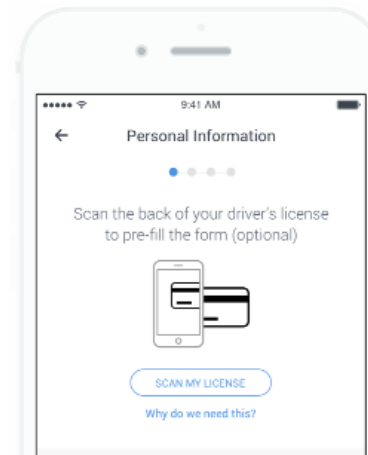 9:41 AM
Personal Information
Scan the back of your driver's license
to pre-fill the form (optional)
SCAN MY LICENSE
Why do we need this?